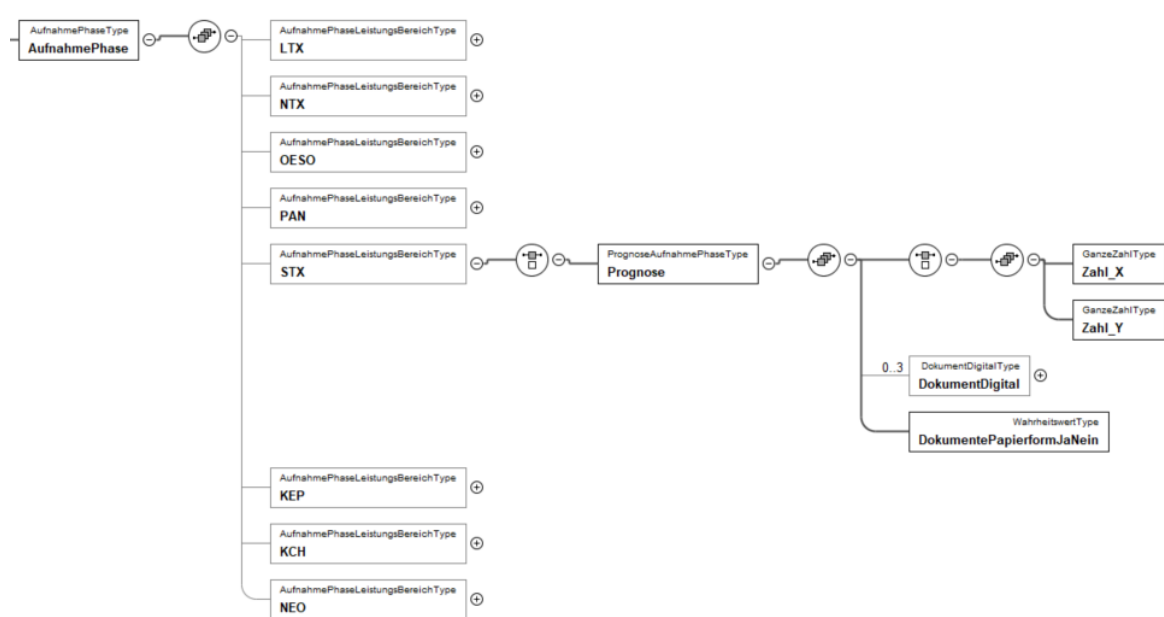 AufnahmePhaseType
AufnahmePhase
AufnahmePhaseLeistungsBereichType
LTX
AufnahmePhaseLeistungsBereichType
NTX
AufnahmePhaseLeistungsBereichType
OESO
AufnahmePhaseLeistungsBereichType
PAN
AufnahmePhaseLeistungsBereichType
STX
PrognoseAufnahmePhaseType
Prognose
GanzeZahlType
Zahl_X
GanzeZahlType
Zahl_Y
0..3
DokumentDigitalType
DokumentDigital
WahrheitswertType
DokumentePapierformJaNein
AufnahmePhaseLeistungsBereichType
KEP
AufnahmePhaseLeistungsBereichType
KCH
AufnahmePhaseLeistungsBereichType
NEO